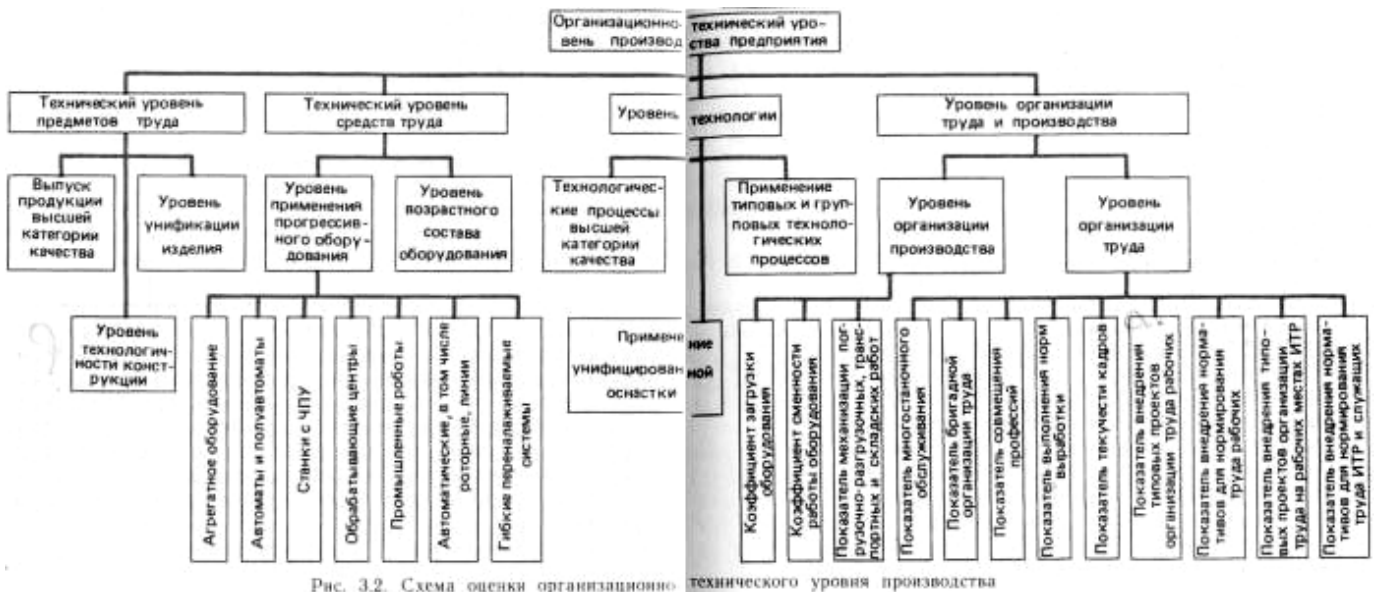 Организационно-технический уро-
вень производства предприятия
Технический уровень
предметов труда
Технический уровень
средств труда
Уровень технологии
Уровень организации
труда и производства
Выпуск
продукции
высшей
категории
качества
Уровень
унификации
изделия
Уровень
применения
прогрессив-
ного обору-
дования
Уровень
возрастного
состава
оборудования
Технологичес-
кие процессы
высшей
категории
качества
Применение
типовых и груп-
повых техноло-
гических
процессов
Уровень
организации
производства
Уровень
организации
труда
Уровень
технологич-
ности конст-
рукции
Агрегатное оборудование
Автоматы и полуавтоматы
Станки с ЧПУ
Обрабатывающие центры
Промышленные роботы
Автоматические, в том числе
роторные, линии
Гибкие переналаживаемые
системы
Применение
унифицированной
оснастки
Коэффициент загрузки
оборудования
Коэффициент сменности
работы оборудования
Показатель механизации пог-
рузочно-разгрузочных, транс-
портных и складских работ
Показатель многостаночного
обслуживания
Показатель бригадной
организации труда
Показатель совмещения
профессий
Показатель выполнения норм
выработки
Показатель текучести кадров
Показатель внедрения
типовых проектов
организации труда рабочих
Показатель внедрения норма-
тивов для нормирования
труда рабочих
Показатель внедрения типо-
вых проектов организации
труда на рабочих местах ИТР
Показатель внедрения норма-
тивов для нормирования
труда ИТР и служащих
Рис. 3.2. Схема оценки организационно технического уровня производства